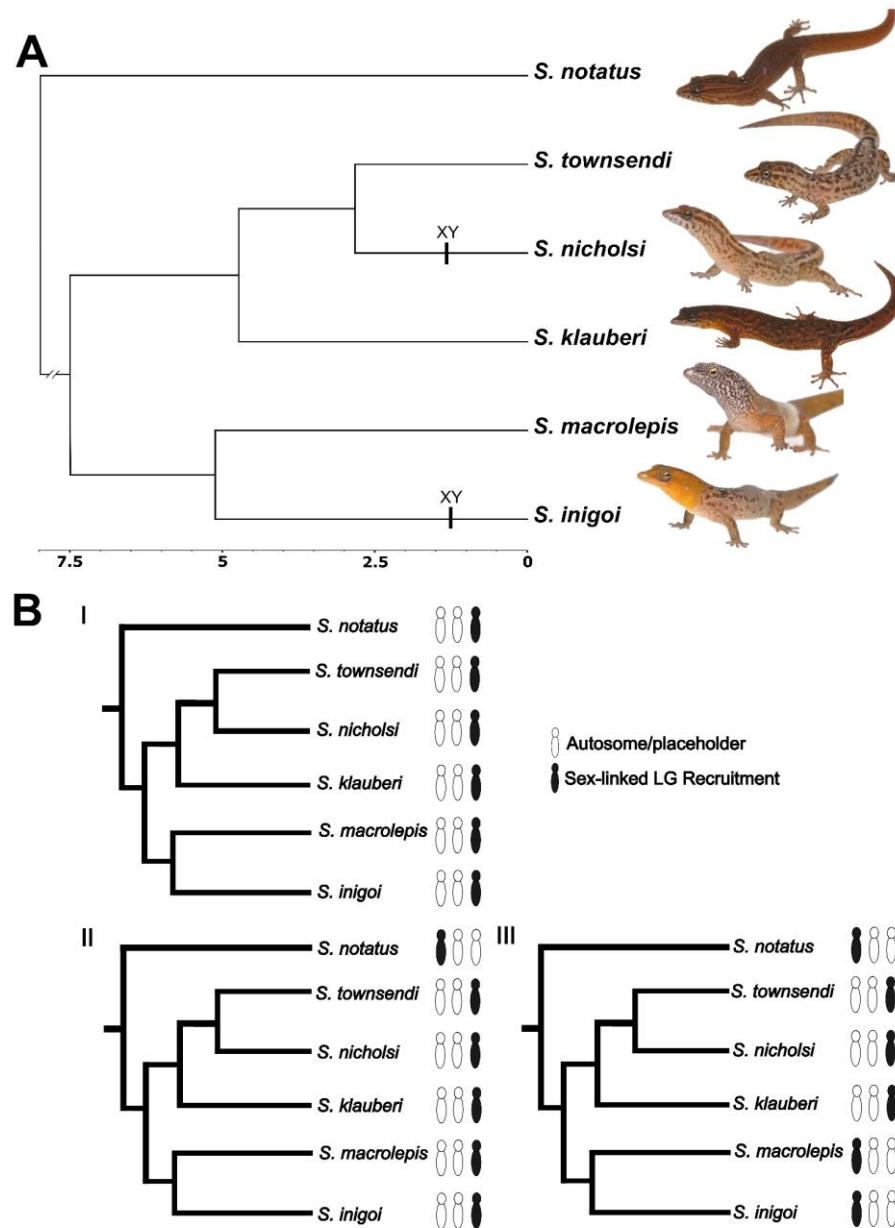 A
S. notatus
S. townsendi
XY
S. nicholsi
S. klauberi
S. macrolepis
XY
S. inigoi
7.5 5 2.5 0
B
I
S. notatus
S. townsendi
S. nicholsi
S. klauberi
S. macrolepis
S. inigoi
Autosome/placeholder
Sex-linked LG Recruitment
II
S. notatus
S. townsendi
S. nicholsi
S. klauberi
S. macrolepis
S. inigoi
III
S. notatus
S. townsendi
S. nicholsi
S. klauberi
S. macrolepis
S. inigoi